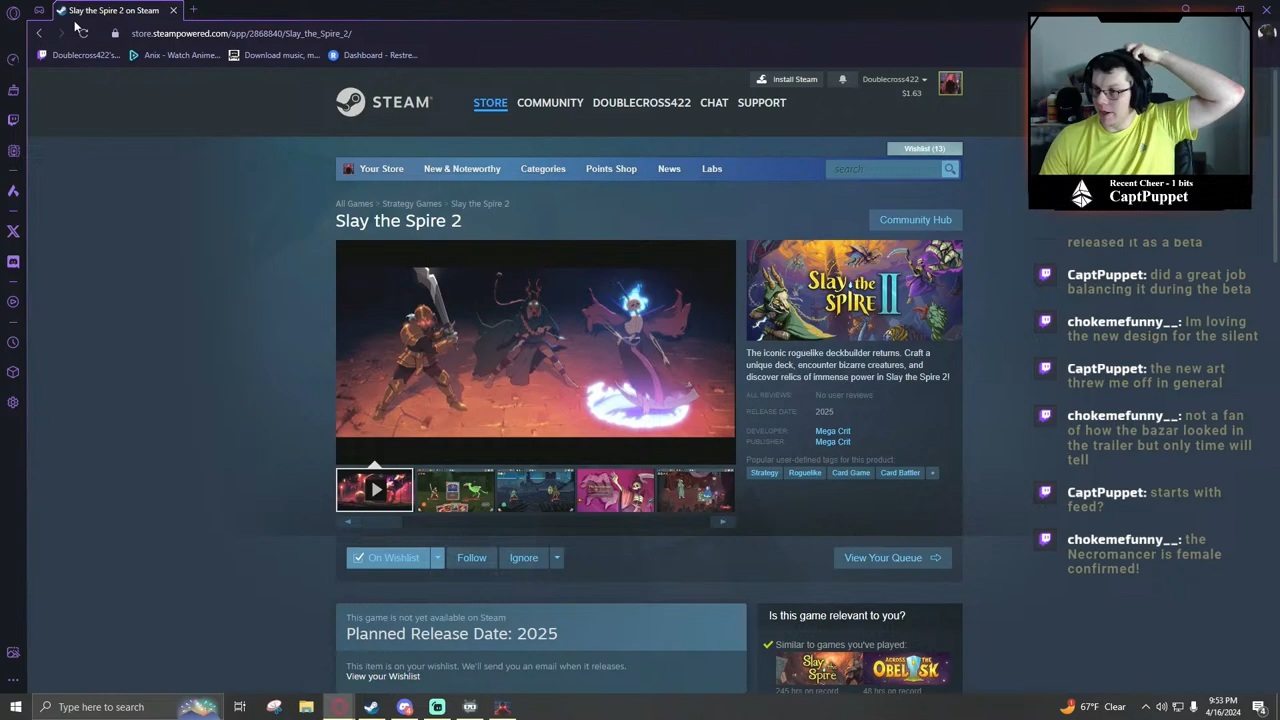 Slay the Spire 2 on Steam
store.steampowered.com/app/2868840/Slay_the_Spire_2/
Doublecross422's...
Anix - Watch Anime...
Download music, m...
Dashboard - Restre...
Install Steam
Doublecross422
$1.63
STEAM
STORE
COMMUNITY
DOUBLECROSS422
CHAT
SUPPORT
Wishlist (13)
Your Store
New & Noteworthy
Categories
Points Shop
News
Labs
search
All Games > Strategy Games > Slay the Spire 2
Slay the Spire 2
Community Hub
Slay the
SPIRE II
The iconic roguelike deckbuilder returns. Craft a
unique deck, encounter bizarre creatures, and
discover relics of immense power in Slay the Spire 2!
ALL REVIEWS: No user reviews
RELEASE DATE: 2025
DEVELOPER: Mega Crit
PUBLISHER: Mega Crit
Popular user-defined tags for this product:
Strategy
Roguelike
Card Game
Card Battler
+
On Wishlist
Follow
Ignore
View Your Queue
This game is not yet available on Steam
Planned Release Date: 2025
This item is on your wishlist. We'll send you an email when it releases.
View your Wishlist
Is this game relevant to you?
Similar to games you've played:
Slay the
Spire
ACROSS
THE
OBELISK
245 hrs on record
48 hrs on record
Recent Cheer - 1 bits
CaptPuppet
released it as a beta
CaptPuppet: did a great job
balancing it during the beta
chokemefunny__: Im loving
the new design for the silent
CaptPuppet: the new art
threw me off in general
chokemefunny__: not a fan
of how the bazar looked in
the trailer but only time will
tell
CaptPuppet: starts with
feed?
chokemefunny__: the
Necromancer is female
confirmed!
Type here to search
67°F Clear
9:53 PM
4/16/2024
4